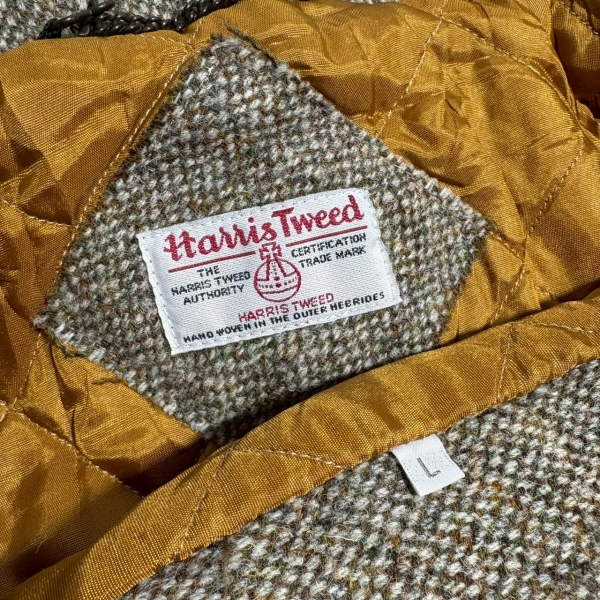 Harris Tweed
THE HARRIS TWEED AUTHORITY
CERTIFICATION TRADE MARK
HARRIS TWEED
HAND WOVEN IN THE OUTER HEBRIDES
L